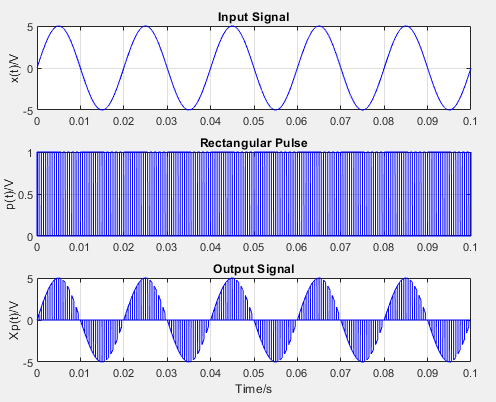 Input Signal
5
0
-5
x(t)/V
0.01 0.02 0.03 0.04 0.05 0.06 0.07 0.08 0.09 0.1
Rectangular Pulse
1
0.5
0
p(t)/V
0 0.01 0.02 0.03 0.04 0.05 0.06 0.07 0.08 0.09 0.1
Output Signal
5
0
-5
Xp(t)/V
0 0.01 0.02 0.03 0.04 0.05 0.06 0.07 0.08 0.09 0.1
Time/s